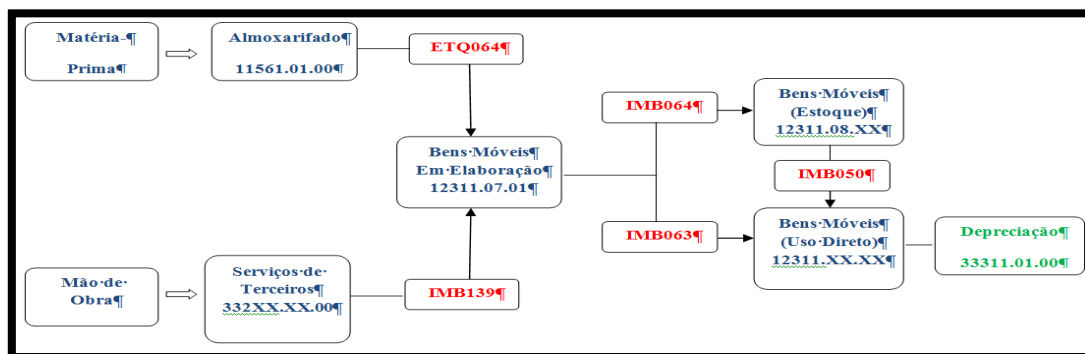 Matéria-¶
Prima¶
Almoxarifado¶
11561.01.00¶
ETQ064¶
Bens·Móveis¶
Em·Elaboração¶
12311.07.01¶
IMB064¶
Bens·Móveis¶
(Estoque)¶
12311.08.XX¶
IMB050¶
IMB063¶
Bens·Móveis¶
(Uso·Direto)¶
12311.XX.XX¶
Depreciação¶
33311.01.00¶
Mão·de·
Obra¶
Serviços·de·
Terceiros¶
332XX.XX.00¶
IMB139¶